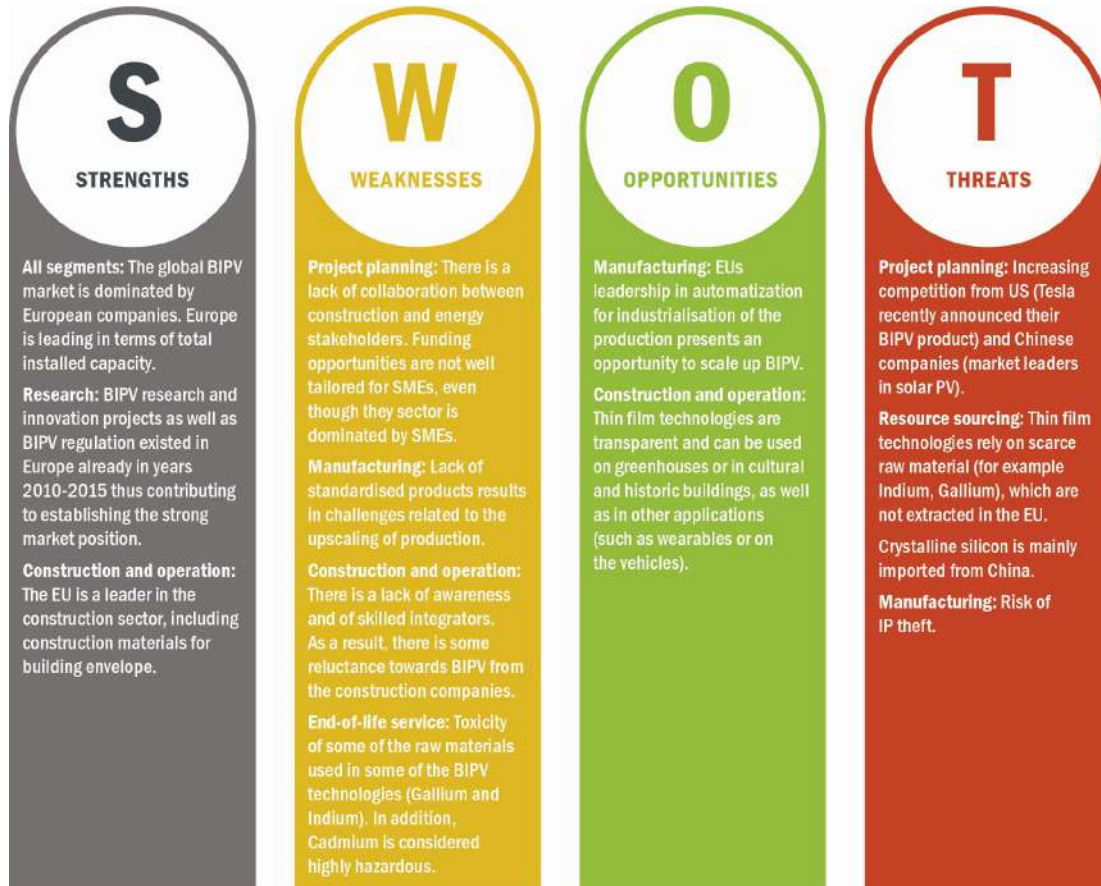 S
STRENGTHS
All segments: The global BIPV
market is dominated by
European companies. Europe
is leading in terms of total
installed capacity.
Research: BIPV research and
innovation projects as well as
BIPV regulation existed in
Europe already in years
2010-2015 thus contributing
to establishing the strong
market position.
Construction and operation:
The EU is a leader in the
construction sector, including
construction materials for
building envelope.
W
WEAKNESSES
Project planning: There is a
lack of collaboration between
construction and energy
stakeholders. Funding
opportunities are not well
tailored for SMEs, even
though they sector is
dominated by SMEs.
Manufacturing: Lack of
standardised products results
in challenges related to the
upscaling of production.
Construction and operation:
There is a lack of awareness
and of skilled integrators.
As a result, there is some
reluctance towards BIPV from
the construction companies.
End-of-life service: Toxicity
of some of the raw materials
used in some of the BIPV
technologies (Gallium and
Indium). In addition,
Cadmium is considered
highly hazardous.
O
OPPORTUNITIES
Manufacturing: EUs
leadership in automatization
for industrialisation of the
production presents an
opportunity to scale up BIPV.
Construction and operation:
Thin film technologies are
transparent and can be used
on greenhouses or in cultural
and historic buildings, as well
as in other applications
(such as wearables or on
the vehicles).
T
THREATS
Project planning: Increasing
competition from US (Tesla
recently announced their
BIPV product) and Chinese
companies (market leaders
in solar PV).
Resource sourcing: Thin film
technologies rely on scarce
raw material (for example
Indium, Gallium), which are
not extracted in the EU.
Crystalline silicon is mainly
imported from China.
Manufacturing: Risk of
IP theft.